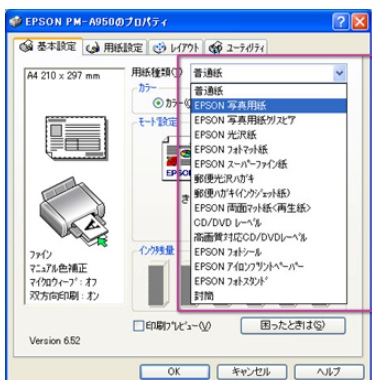 EPSON PM-A950のプロパティ
基本設定
用紙設定
レイアウト
ユーティリティ
A4 210 x 297 mm
用紙種類(T)
普通紙
カラー
モード設定
普通紙
EPSON 写真用紙
EPSON 写真用紙クリスピア
EPSON 光沢紙
EPSON フォトマット紙
EPSON スーパーファイン紙
郵便光沢ハガキ
郵便ハガキ(インクジェット紙)
EPSON 両面マット紙<再生紙>
CD/DVD レーベル
高画質対応CD/DVDレーベル
EPSON フォトシール
EPSON アイロンプリントペーパー
EPSON フォトスタンド
封筒
ファイン
マニュアル色補正
マイクロウィーブ : オフ
双方向印刷 : オン
インク残量
印刷プレビュー(V)
困ったときは(S)
Version 6.52
OK
キャンセル
ヘルプ